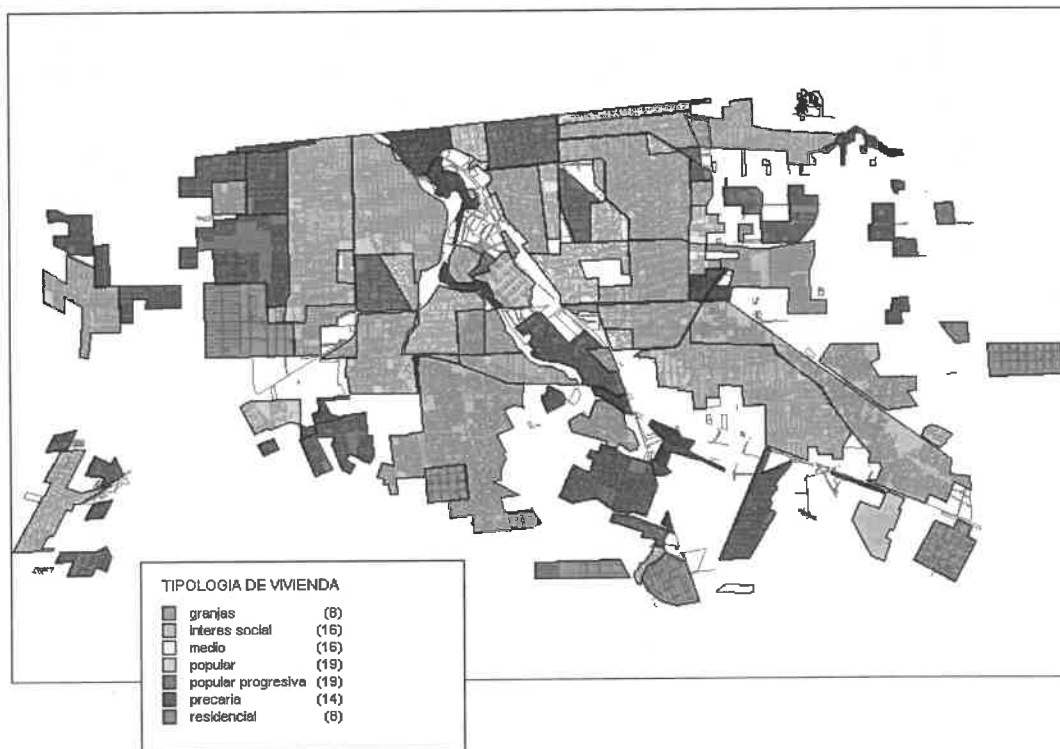 TIPOLOGIA DE VIVIENDA
granjas (8)
interes social (16)
medio (16)
popular (19)
popular progresiva (19)
precaria (14)
residencial (8)